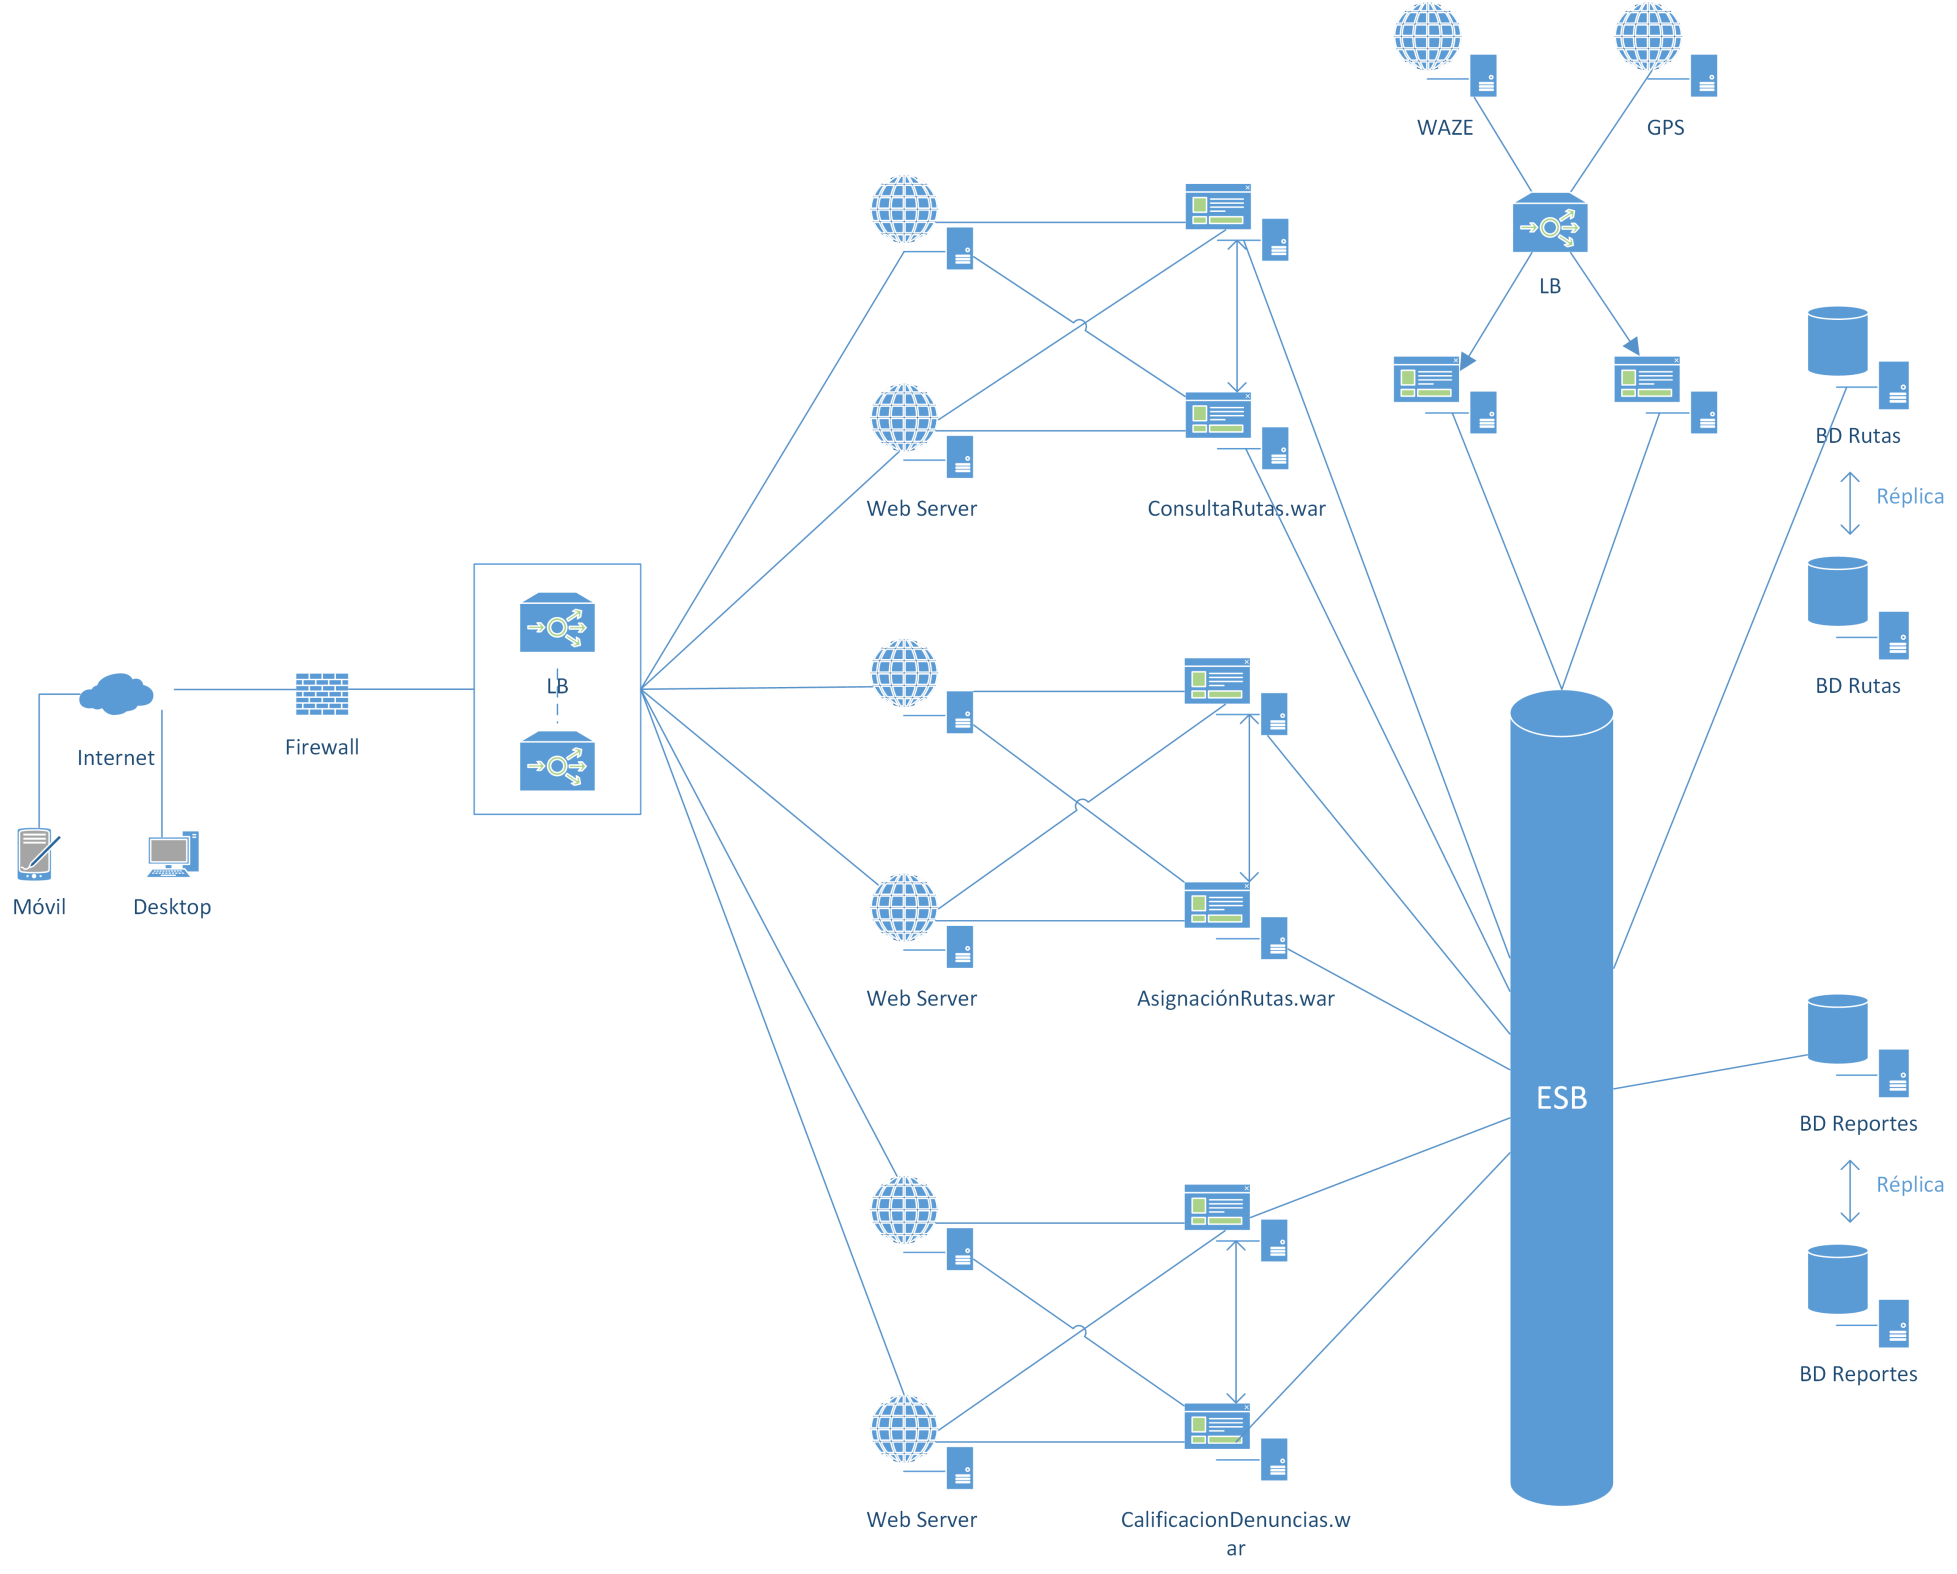 WAZE
GPS
LB
BD Rutas
Réplica
Web Server
ConsultaRutas.war
LB
BD Rutas
Internet
Firewall
Móvil
Desktop
Web Server
AsignaciónRutas.war
ESB
BD Reportes
Réplica
BD Reportes
Web Server
CalificacionDenuncias.w
ar